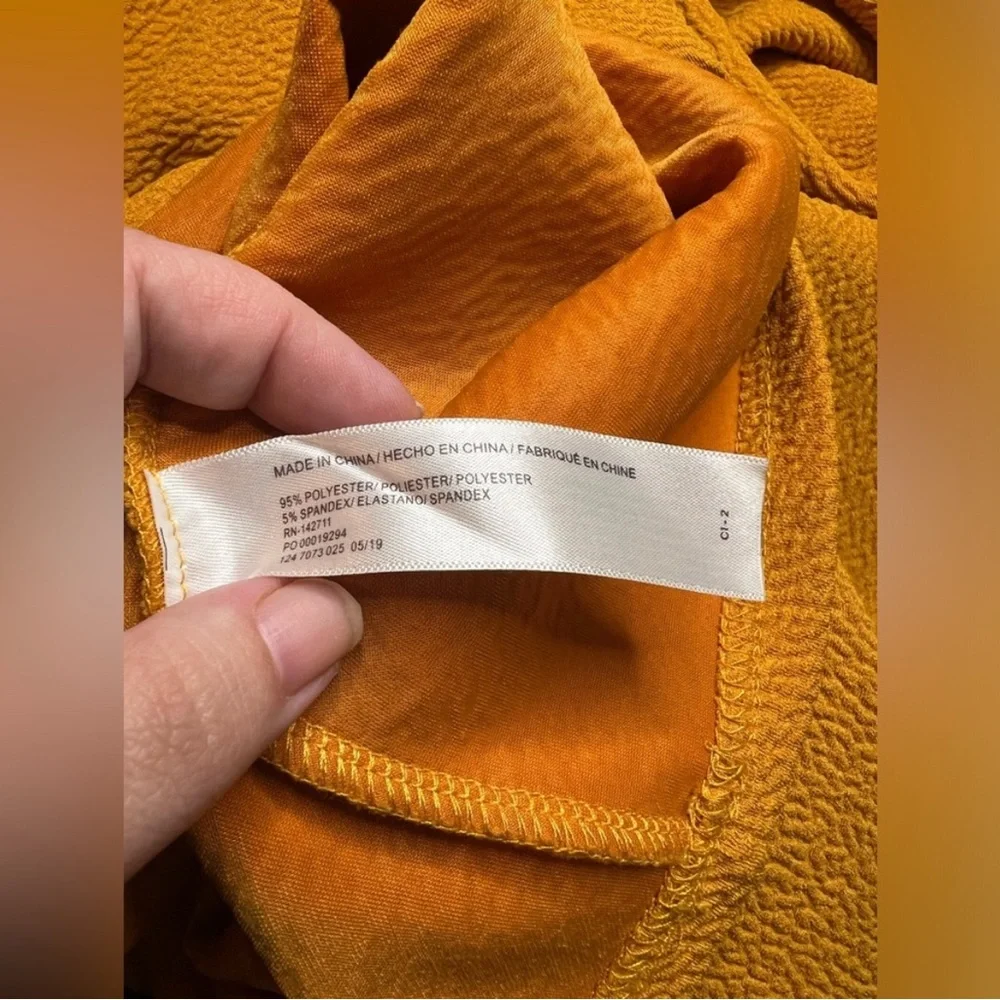 MADE IN CHINA / HECHO EN CHINA / FABRIQUÉ EN CHINE
95% POLYESTER/ POLIESTER/ POLYESTER
5% SPANDEX/ ELASTANO/ SPANDEX
RN-142711
PO 00019294
124 7073 025 05/19
CI - 2